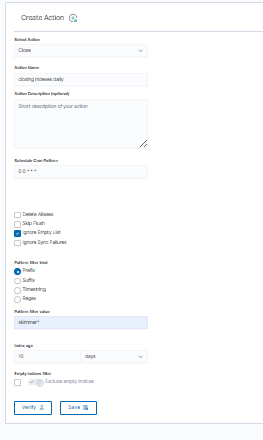 Create Action
Select Action
Close
Action Name
closing indexes daily
Action Description (optional)
Short description of your action
Schedule Cron Pattern
0 0 * * *
Delete Aliases
Skip Flush
Ignore Empty List
Ignore Sync Failures
Pattern filter kind
Prefix
Suffix
Timestring
Regex
Pattern filter value
skimmer*
Index age
10 days
Empty indices filter
Exclude empty indices
Verify Save